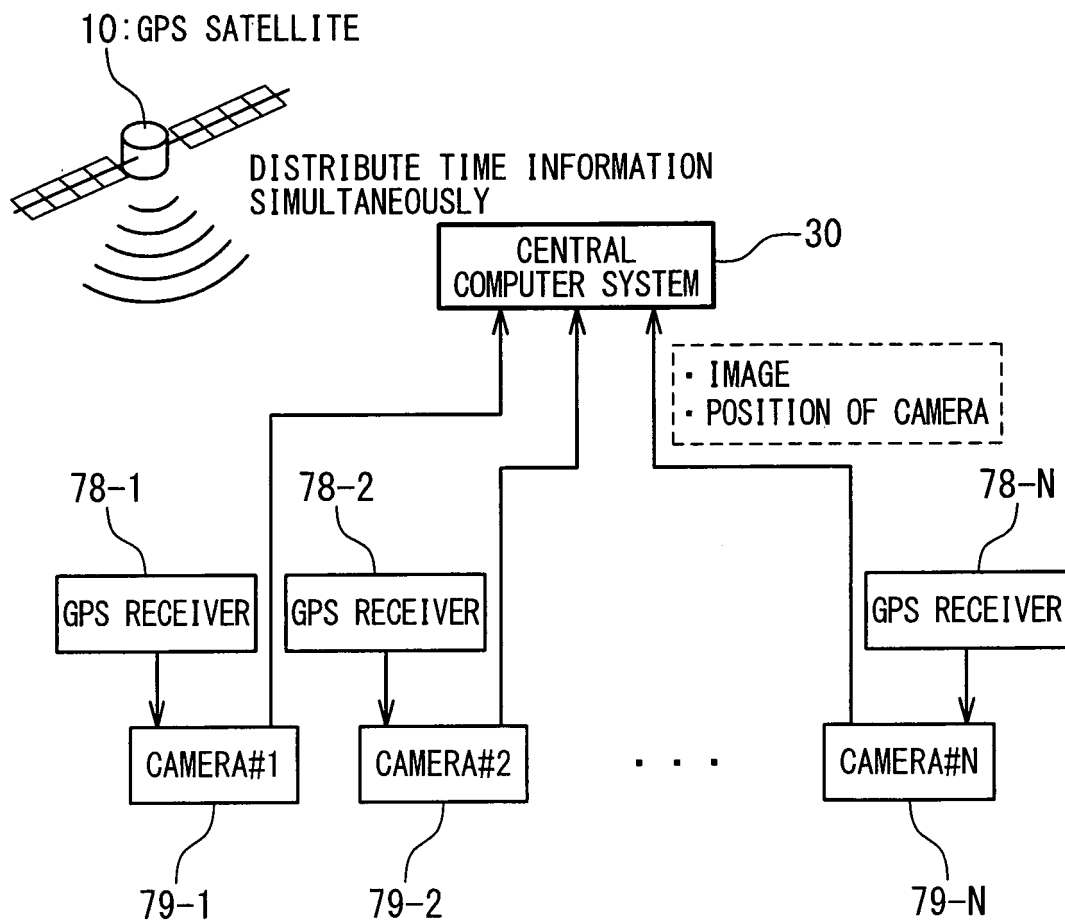 10:GPS SATELLITE
DISTRIBUTE TIME INFORMATION
SIMULTANEOUSLY
30
CENTRAL
COMPUTER SYSTEM
· IMAGE
· POSITION OF CAMERA
78-1
78-2
78-N
GPS RECEIVER
GPS RECEIVER
GPS RECEIVER
CAMERA#1
CAMERA#2
· · ·
CAMERA#N
79-1
79-2
79-N